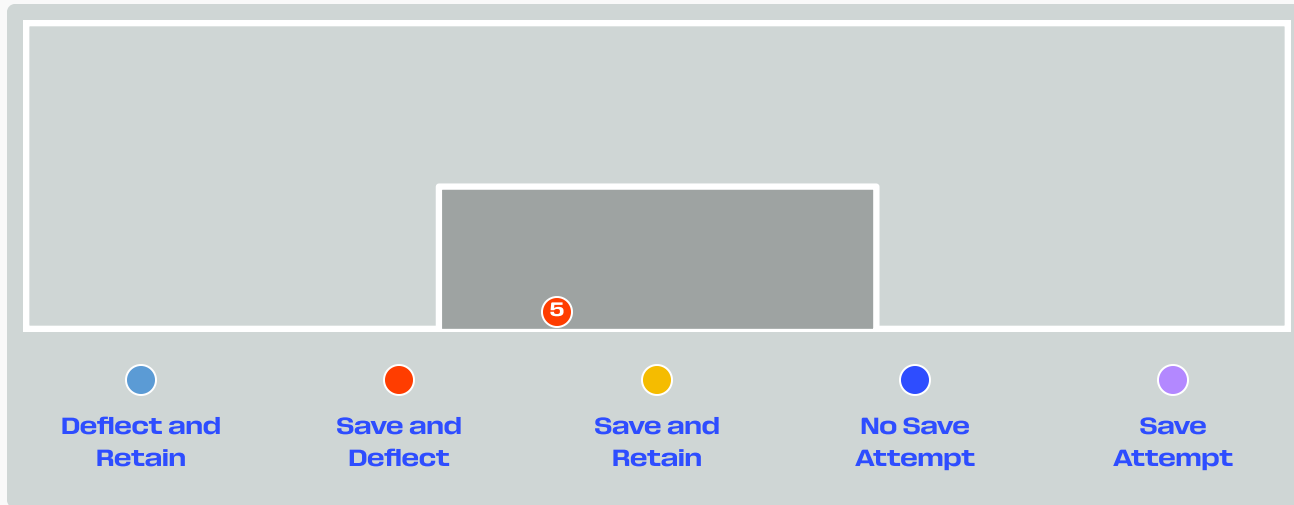 5
Deflect and
Retain
Save and
Deflect
Save and
Retain
No Save
Attempt
Save
Attempt